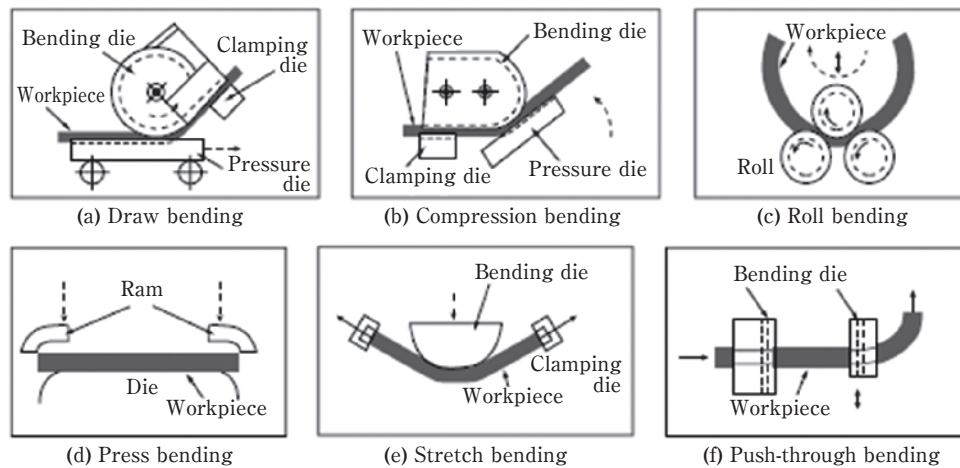 Bending die
Clamping
die
Workpiece
Pressure
die
(a) Draw bending
Workpiece
Bending die
Clamping die
Pressure die
(b) Compression bending
Workpiece
Roll
(c) Roll bending
Ram
Die
Workpiece
(d) Press bending
Bending die
Clamping
die
Workpiece
(e) Stretch bending
Bending die
Workpiece
(f) Push-through bending